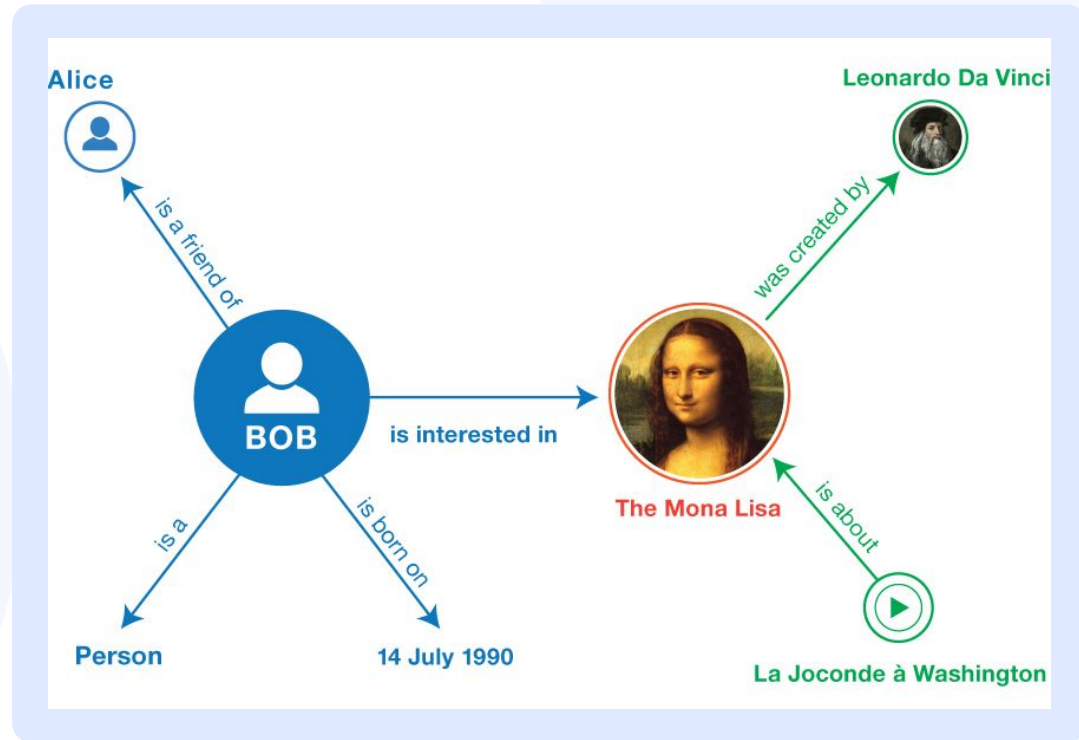 Alice
Leonardo Da Vinci
is a friend of
was created by
BOB
is interested in
The Mona Lisa
is a
is born on
is about
Person
14 July 1990
La Joconde à Washington